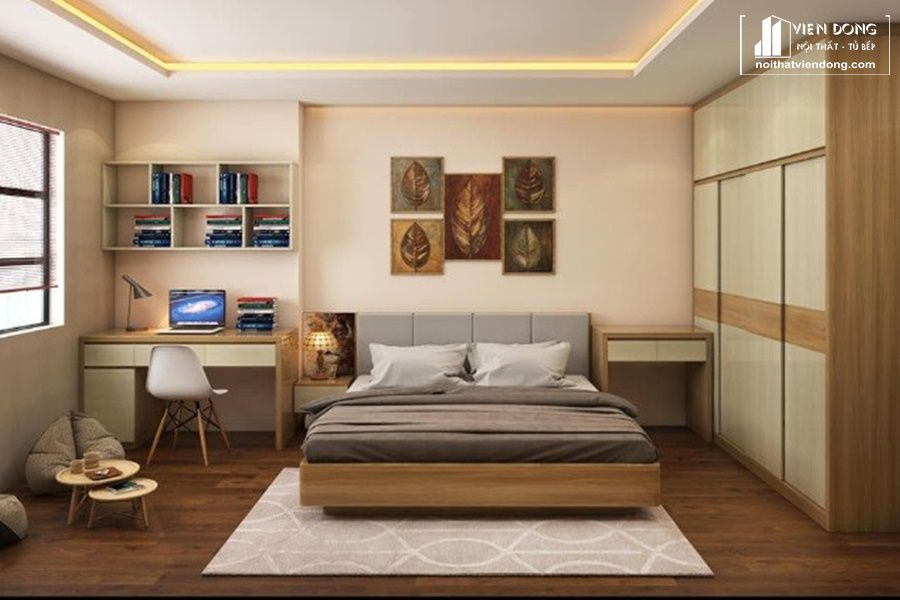 VIEN DONG
NỘI THẤT - TỦ BẾP
noithatviendong.com